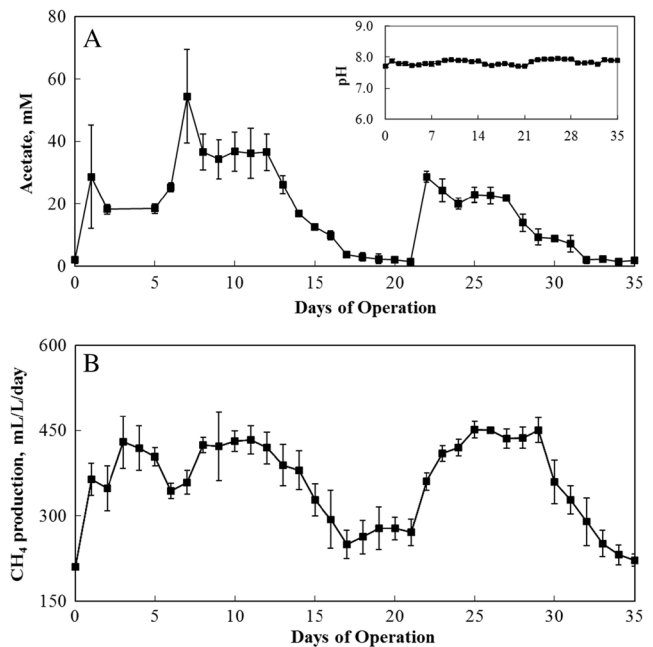 A
80
60
40
20
0
Acetate, mM
0 5 10 15 20 25 30 35
Days of Operation
9.0
8.0
7.0
6.0
pH
0 7 14 21 28 35
B
600
450
300
150
CH₄ production, mL/L/day
0 5 10 15 20 25 30 35
Days of Operation